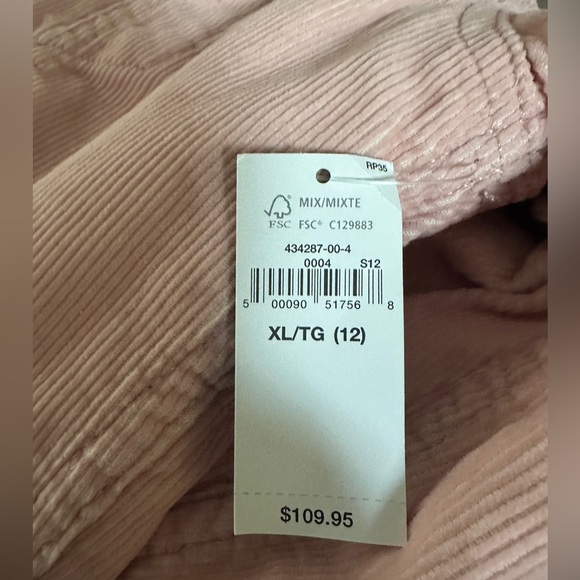 RP35
MIX/MIXTE
FSC FSC® C129883
434287-00-4
0004 S12
5 00090 51756 8
XL/TG (12)
$109.95